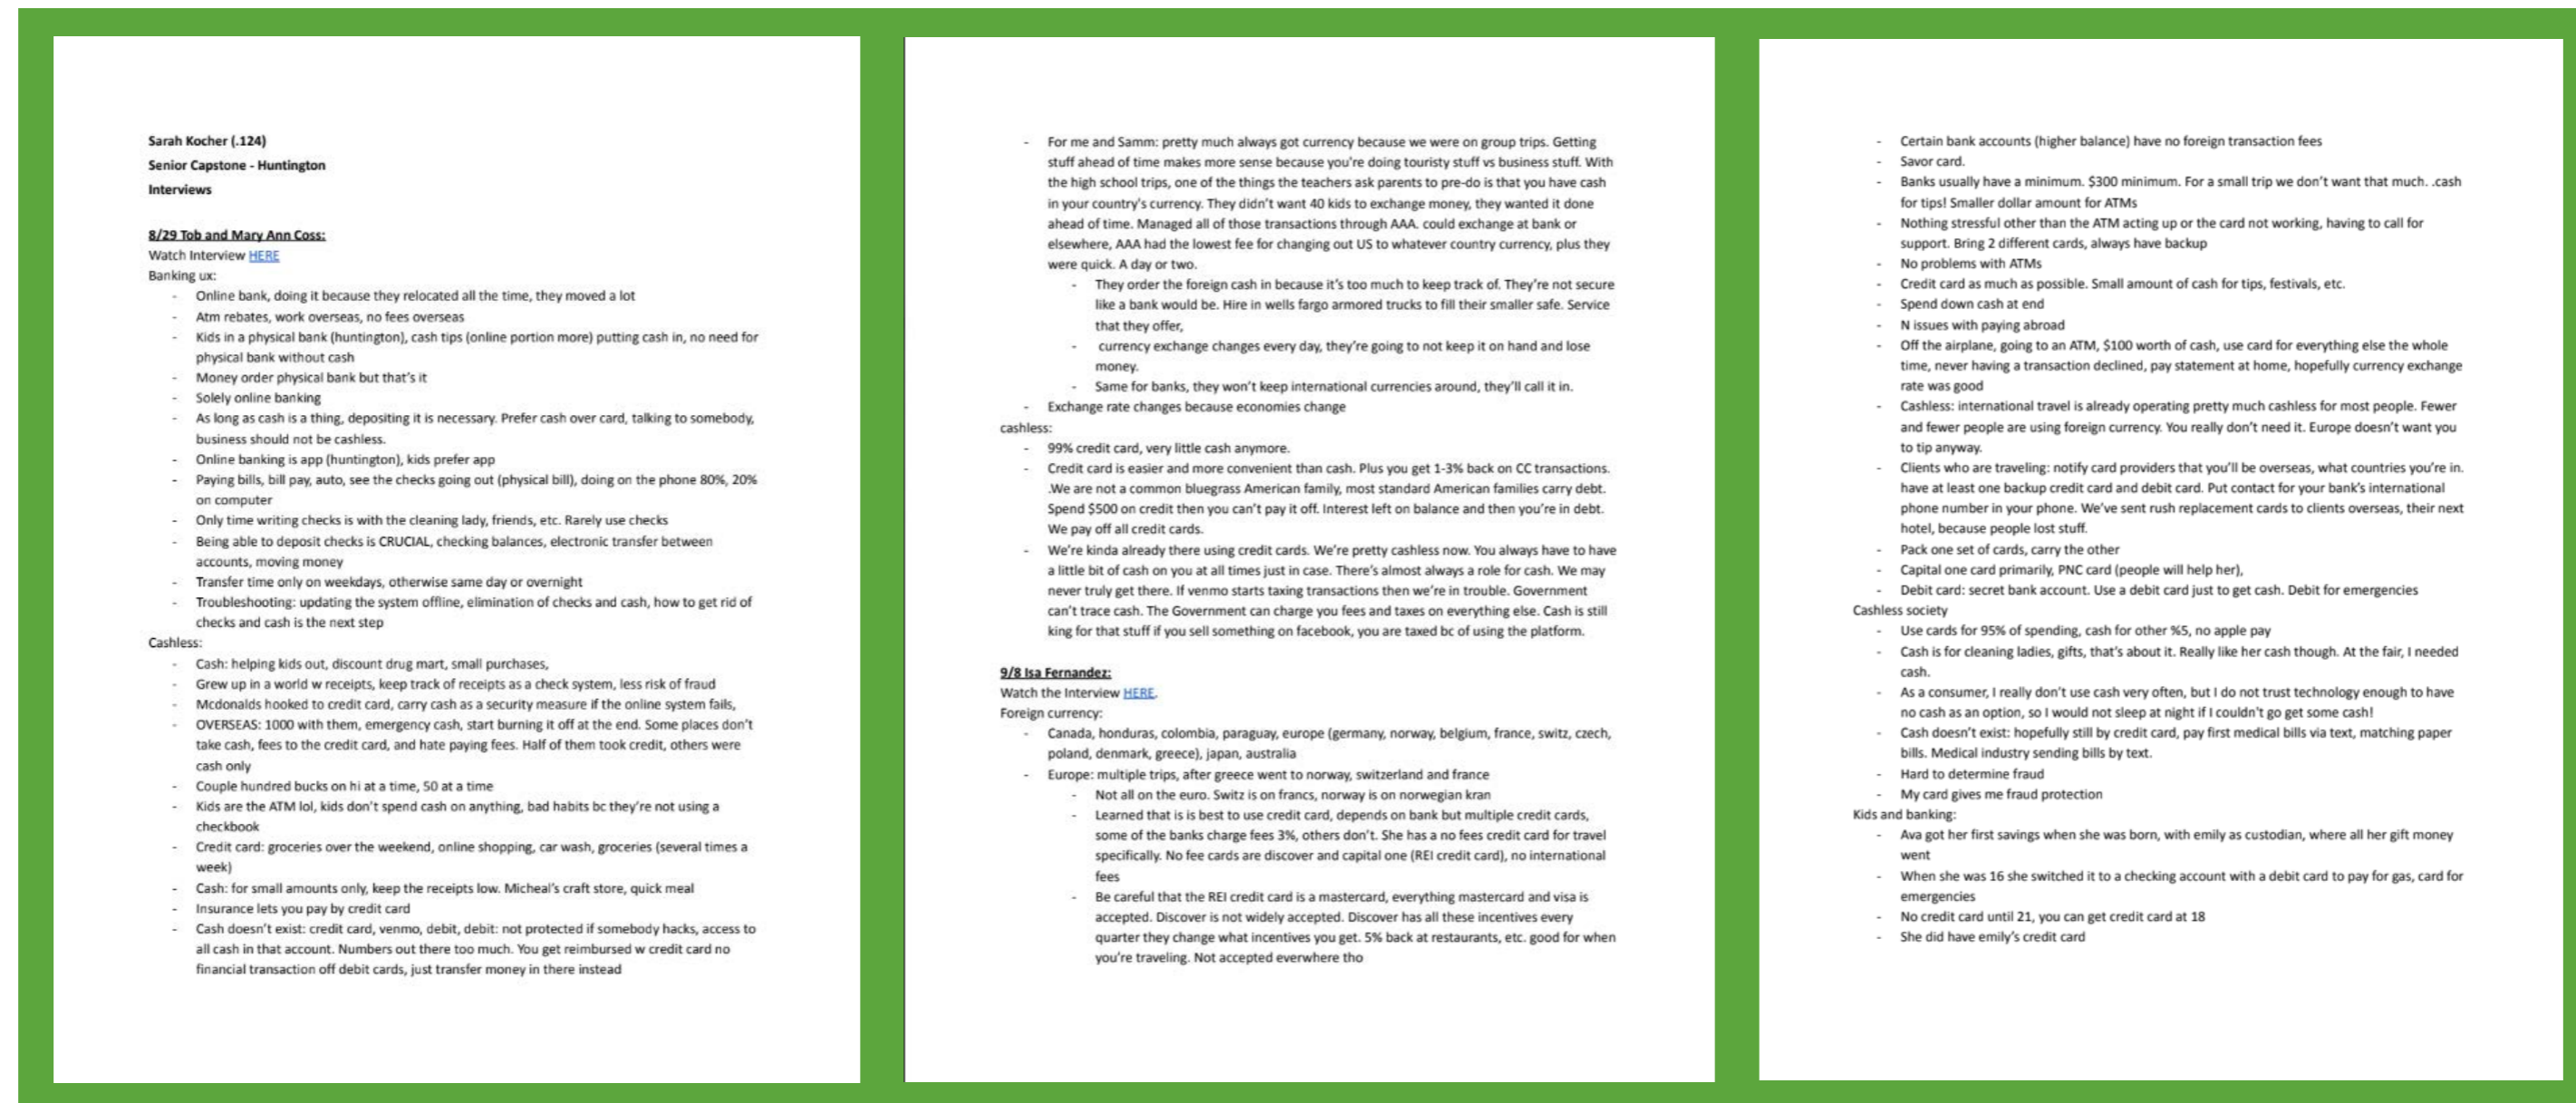 Sarah Kocher (.124)
Senior Capstone - Huntington
Interviews
8/29 Tob and Mary Ann Coss:
Watch Interview HERE
Banking ux:
- Online bank, doing it because they relocated all the time, they moved a lot
- Atm rebates, work overseas, no fees overseas
- Kids in a physical bank (huntington), cash tips (online portion more) putting cash in, no need for
physical bank without cash
- Money order physical bank but that's it
- Solely online banking
- As long as cash is a thing, depositing it is necessary. Prefer cash over card, talking to somebody,
business should not be cashless.
- Online banking is app (huntington), kids prefer app
- Paying bills, bill pay, auto, see the checks going out (physical bill), doing on the phone 80%, 20%
on computer
- Only time writing checks is with the cleaning lady, friends, etc. Rarely use checks
- Being able to deposit checks is CRUCIAL, checking balances, electronic transfer between
accounts, moving money
- Transfer time only on weekdays, otherwise same day or overnight
- Troubleshooting: updating the system offline, elimination of checks and cash, how to get rid of
checks and cash is the next step
Cashless:
- Cash: helping kids out, discount drug mart, small purchases,
- Grew up in a world w receipts, keep track of receipts as a check system, less risk of fraud
- Mcdonalds hooked to credit card, carry cash as a security measure if the online system fails,
- OVERSEAS: 1000 with them, emergency cash, start burning it off at the end. Some places don't
take cash, fees to the credit card, and hate paying fees. Half of them took credit, others were
cash only
- Couple hundred bucks on hi at a time, 50 at a time
- Kids are the ATM lol, kids don't spend cash on anything, bad habits bc they're not using a
checkbook
- Credit card: groceries over the weekend, online shopping, car wash, groceries (several times a
week)
- Cash: for small amounts only, keep the receipts low. Micheal's craft store, quick meal
- Insurance lets you pay by credit card
- Cash doesn't exist: credit card, venmo, debit, debit: not protected if somebody hacks, access to
all cash in that account. Numbers out there too much. You get reimbursed w credit card no
financial transaction off debit cards, just transfer money in there instead
- For me and Samm: pretty much always got currency because we were on group trips. Getting
stuff ahead of time makes more sense because you're doing touristy stuff vs business stuff. With
the high school trips, one of the things the teachers ask parents to pre-do is that you have cash
in your country's currency. They didn't want 40 kids to exchange money, they wanted it done
ahead of time. Managed all of those transactions through AAA. could exchange at bank or
elsewhere, AAA had the lowest fee for changing out US to whatever country currency, plus they
were quick. A day or two.
- They order the foreign cash in because it's too much to keep track of. They're not secure
like a bank would be. Hire in wells fargo armored trucks to fill their smaller safe. Service
that they offer,
- currency exchange changes every day, they're going to not keep it on hand and lose
money.
- Same for banks, they won't keep international currencies around, they'll call it in.
- Exchange rate changes because economies change
cashless:
- 99% credit card, very little cash anymore.
- Credit card is easier and more convenient than cash. Plus you get 1-3% back on CC transactions.
.We are not a common bluegrass American family, most standard American families carry debt.
Spend $500 on credit then you can't pay it off. Interest left on balance and then you're in debt.
We pay off all credit cards.
- We're kinda already there using credit cards. We're pretty cashless now. You always have to have
a little bit of cash on you at all times just in case. There's almost always a role for cash. We may
never truly get there. If venmo starts taxing transactions then we're in trouble. Government
can't trace cash. The Government can charge you fees and taxes on everything else. Cash is still
king for that stuff if you sell something on facebook, you are taxed bc of using the platform.
9/8 Isa Fernandez:
Watch the Interview HERE.
Foreign currency:
- Canada, honduras, colombia, paraguay, europe (germany, norway, belgium, france, switz, czech,
poland, denmark, greece), japan, australia
- Europe: multiple trips, after greece went to norway, switzerland and france
- Not all on the euro. Switz is on francs, norway is on norwegian kran
- Learned that is is best to use credit card, depends on bank but multiple credit cards,
some of the banks charge fees 3%, others don't. She has a no fees credit card for travel
specifically. No fee cards are discover and capital one (REI credit card), no international
fees
- Be careful that the REI credit card is a mastercard, everything mastercard and visa is
accepted. Discover is not widely accepted. Discover has all these incentives every
quarter they change what incentives you get. 5% back at restaurants, etc. good for when
you're traveling. Not accepted everwhere tho
- Certain bank accounts (higher balance) have no foreign transaction fees
- Savor card.
- Banks usually have a minimum. $300 minimum. For a small trip we don't want that much. .cash
for tips! Smaller dollar amount for ATMs
- Nothing stressful other than the ATM acting up or the card not working, having to call for
support. Bring 2 different cards, always have backup
- No problems with ATMs
- Credit card as much as possible. Small amount of cash for tips, festivals, etc.
- Spend down cash at end
- N issues with paying abroad
- Off the airplane, going to an ATM, $100 worth of cash, use card for everything else the whole
time, never having a transaction declined, pay statement at home, hopefully currency exchange
rate was good
- Cashless: international travel is already operating pretty much cashless for most people. Fewer
and fewer people are using foreign currency. You really don't need it. Europe doesn't want you
to tip anyway.
- Clients who are traveling: notify card providers that you'll be overseas, what countries you're in.
have at least one backup credit card and debit card. Put contact for your bank's international
phone number in your phone. We've sent rush replacement cards to clients overseas, their next
hotel, because people lost stuff.
- Pack one set of cards, carry the other
- Capital one card primarily, PNC card (people will help her),
- Debit card: secret bank account. Use a debit card just to get cash. Debit for emergencies
Cashless society
- Use cards for 95% of spending, cash for other %5, no apple pay
- Cash is for cleaning ladies, gifts, that's about it. Really like her cash though. At the fair, I needed
cash.
- As a consumer, I really don't use cash very often, but I do not trust technology enough to have
no cash as an option, so I would not sleep at night if I couldn't go get some cash!
- Cash doesn't exist: hopefully still by credit card, pay first medical bills via text, matching paper
bills. Medical industry sending bills by text.
- Hard to determine fraud
- My card gives me fraud protection
Kids and banking:
- Ava got her first savings when she was born, with emily as custodian, where all her gift money
went
- When she was 16 she switched it to a checking account with a debit card to pay for gas, card for
emergencies
- No credit card until 21, you can get credit card at 18
- She did have emily's credit card